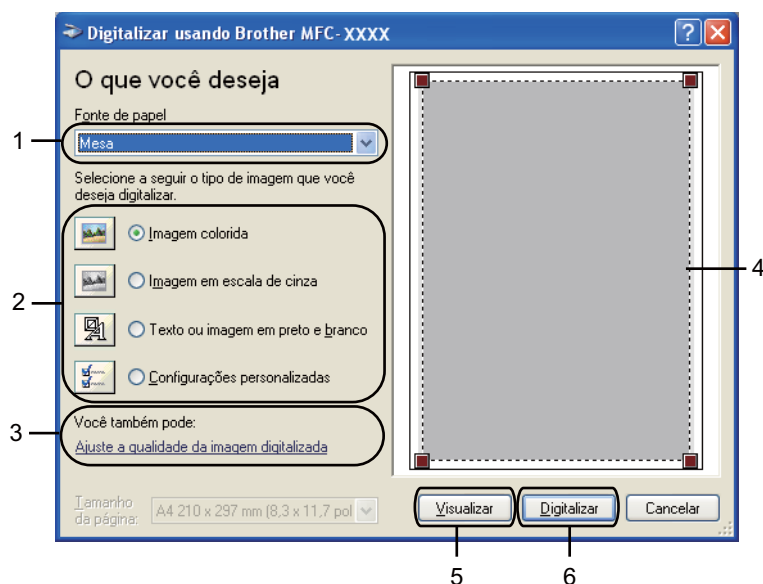 Digitalizar usando Brother MFC-XXXX
O que você deseja
Fonte de papel
1
Mesa
Selecione a seguir o tipo de imagem que você
deseja digitalizar.
2
Imagem colorida
Imagem em escala de cinza
Texto ou imagem em preto e branco
Configurações personalizadas
3
Você também pode:
Ajuste a qualidade da imagem digitalizada
Tamanho
da página:
A4 210 x 297 mm (8,3 x 11,7 pol
4
Visualizar
Digitalizar
Cancelar
5
6